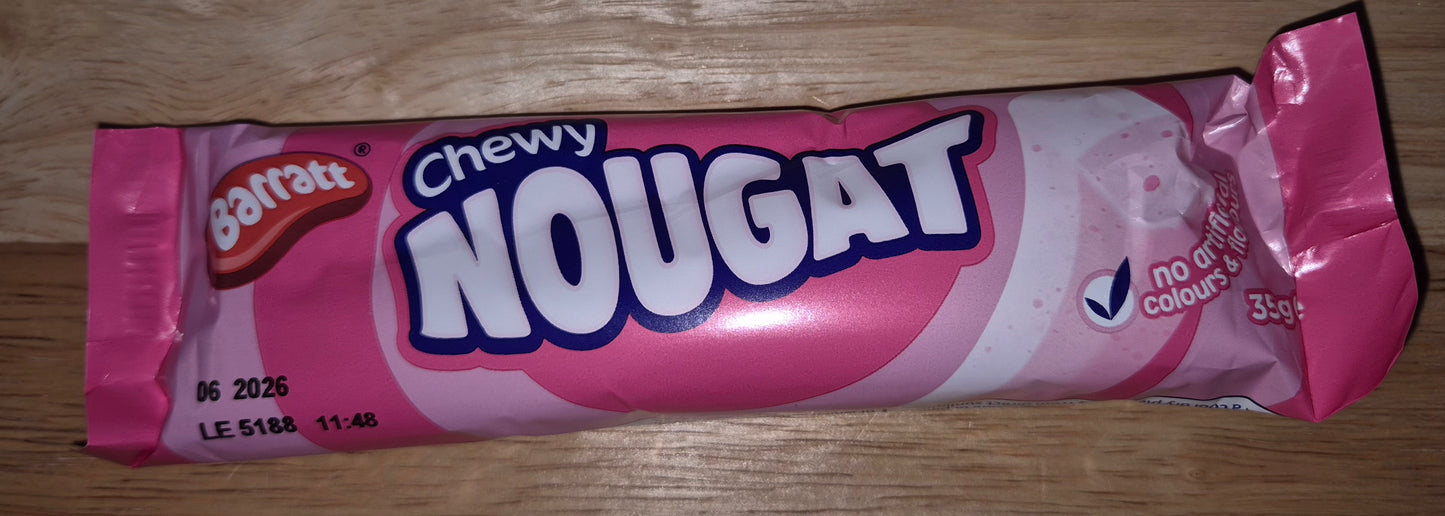 Barratt®
Chewy
NOUGAT
no artificial
colours & flavours
35g e
06 2026
LE 5188 11:48